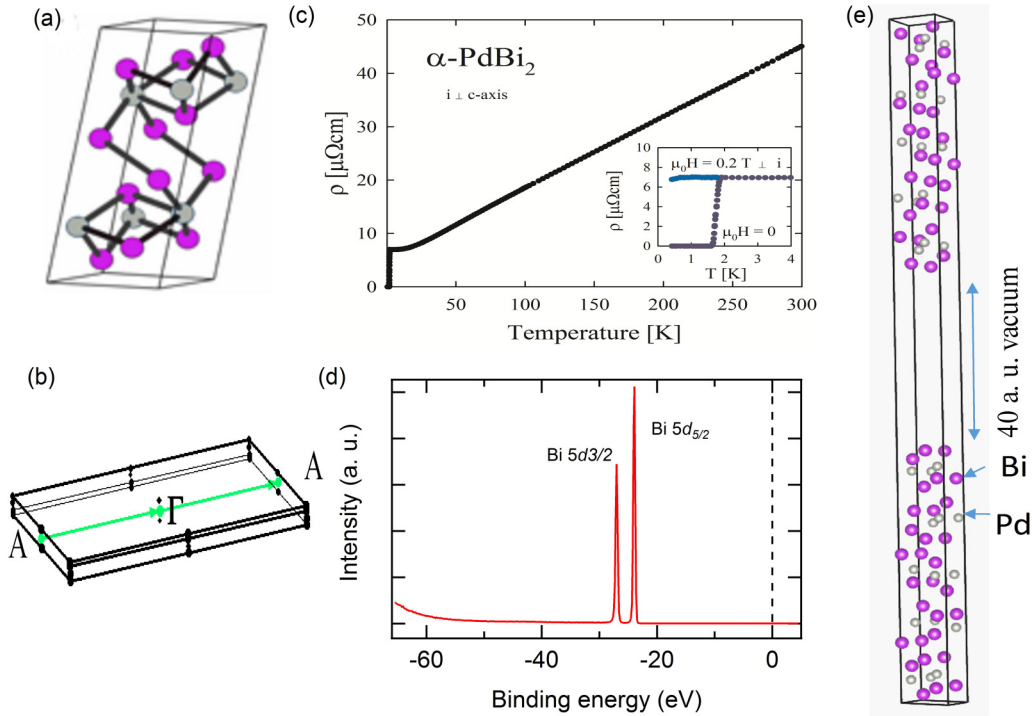 (a)
(b)
A
Γ
A
(c)
α-PdBi2
i ⊥ c-axis
ρ [μΩcm]
50
40
30
20
10
0
50
100
150
200
250
300
Temperature [K]
μ0H = 0.2 T ⊥ i
μ0H = 0
ρ [μΩcm]
10
8
6
4
2
0
0
1
2
3
4
T [K]
(d)
Bi 5d3/2
Bi 5d5/2
Intensity (a. u.)
-60
-40
-20
0
Binding energy (eV)
(e)
40 a. u. vacuum
Bi
Pd